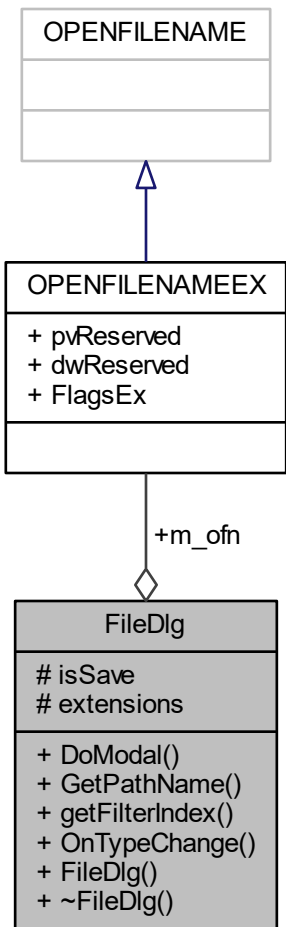 OPENFILENAME
OPENFILENAMEEX
+ pvReserved
+ dwReserved
+ FlagsEx
+m_ofn
FileDlg
# isSave
# extensions
+ DoModal()
+ GetPathName()
+ getFilterIndex()
+ OnTypeChange()
+ FileDlg()
+ ~FileDlg()